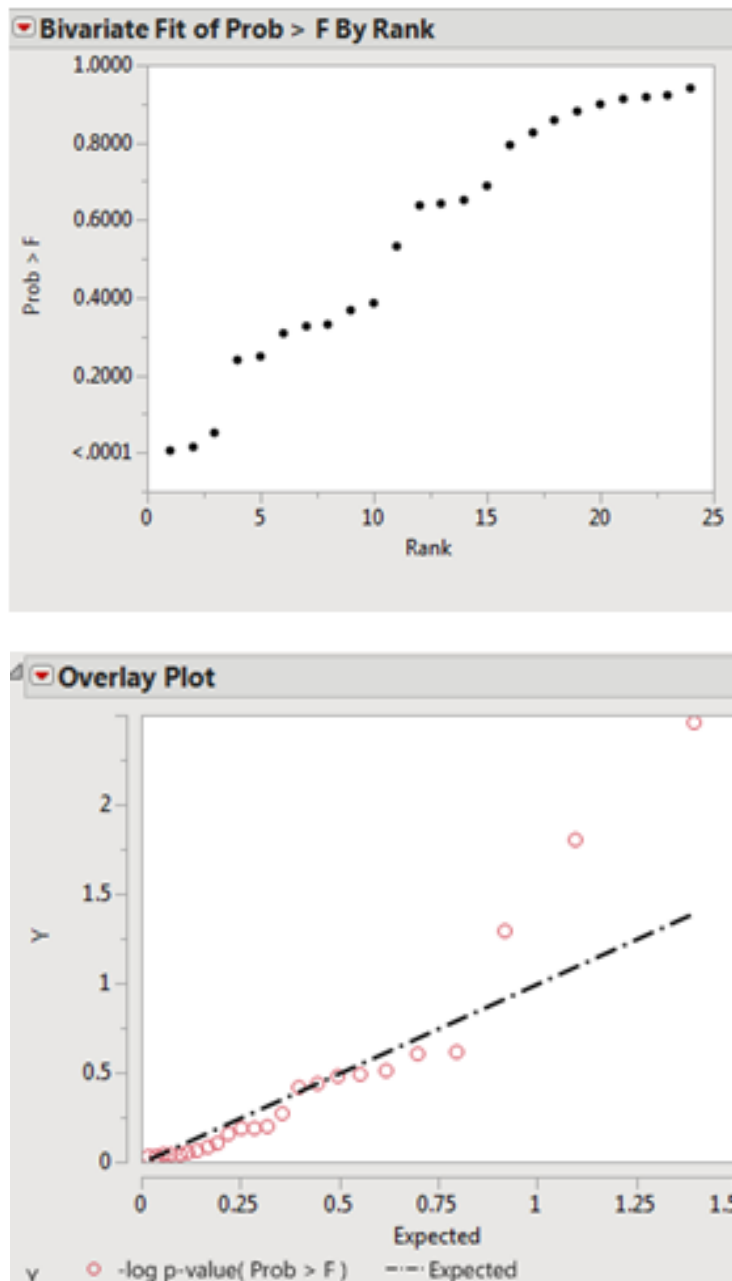 Bivariate Fit of Prob > F By Rank
1.0000
0.8000
0.6000
0.4000
0.2000
<.0001
Prob > F
0 5 10 15 20 25
Rank
Overlay Plot
2
1.5
1
0.5
0
Y
0 0.25 0.5 0.75 1 1.25 1.5
Expected
Y -log p-value( Prob > F ) Expected